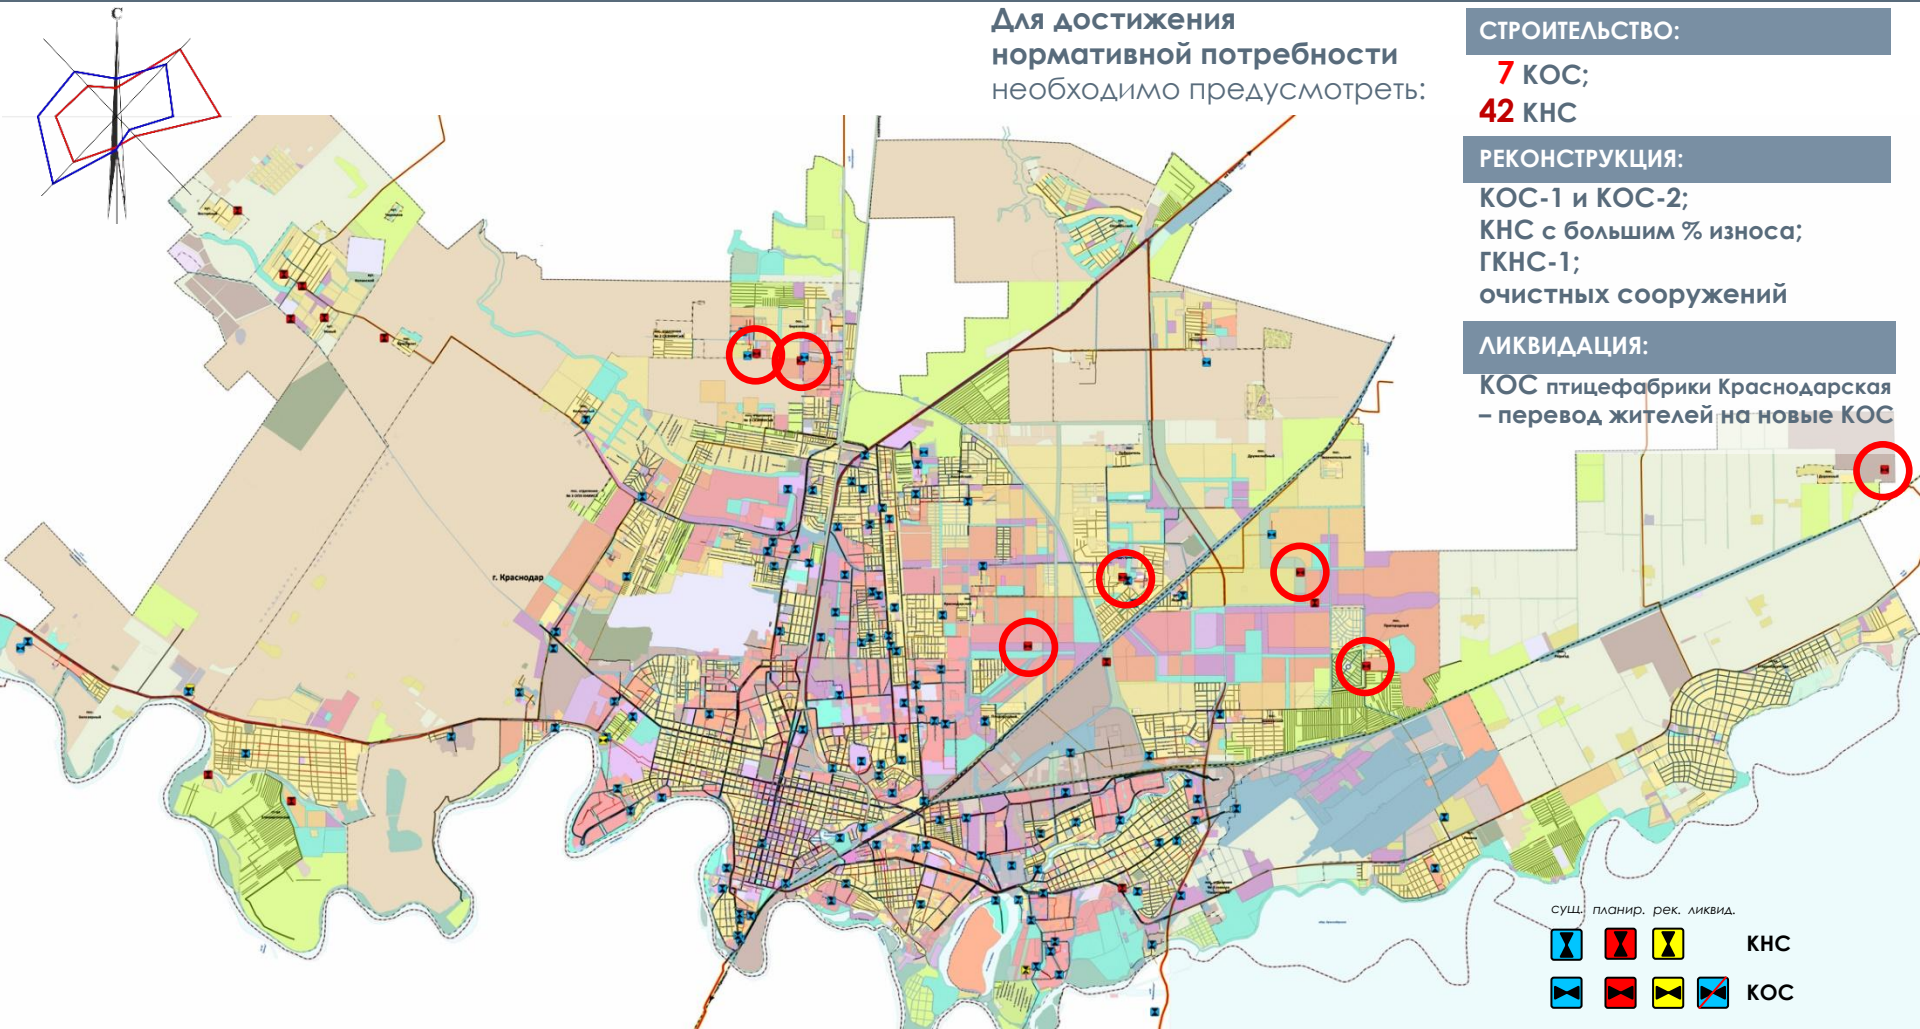 С
Для достижения
нормативной потребности
необходимо предусмотреть:
СТРОИТЕЛЬСТВО:
7 КОС;
42 КНС
РЕКОНСТРУКЦИЯ:
КОС-1 и КОС-2;
КНС с большим % износа;
ГКНС-1;
очистных сооружений
ЛИКВИДАЦИЯ:
КОС птицефабрики Краснодарская
– перевод жителей на новые КОС
г. Краснодар
сущ. планир. рек. ликвид.
КНС
КОС